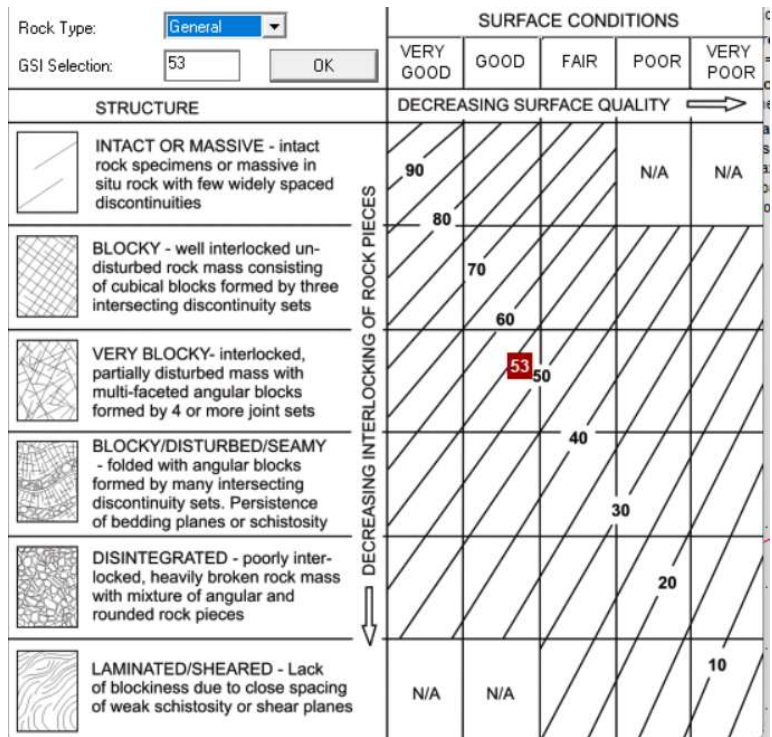 Rock Type: General
GSI Selection: 53 OK
SURFACE CONDITIONS
VERY GOOD
GOOD
FAIR
POOR
VERY POOR
STRUCTURE
DECREASING SURFACE QUALITY
DECREASING INTERLOCKING OF ROCK PIECES
INTACT OR MASSIVE - intact
rock specimens or massive in
situ rock with few widely spaced
discontinuities
BLOCKY - well interlocked un-
disturbed rock mass consisting
of cubical blocks formed by three
intersecting discontinuity sets
VERY BLOCKY- interlocked,
partially disturbed mass with
multi-faceted angular blocks
formed by 4 or more joint sets
BLOCKY/DISTURBED/SEAMY
- folded with angular blocks
formed by many intersecting
discontinuity sets. Persistence
of bedding planes or schistosity
DISINTEGRATED - poorly inter-
locked, heavily broken rock mass
with mixture of angular and
rounded rock pieces
LAMINATED/SHEARED - Lack
of blockiness due to close spacing
of weak schistosity or shear planes
90
N/A N/A
80
70
60
53
50
40
30
20
10
N/A N/A